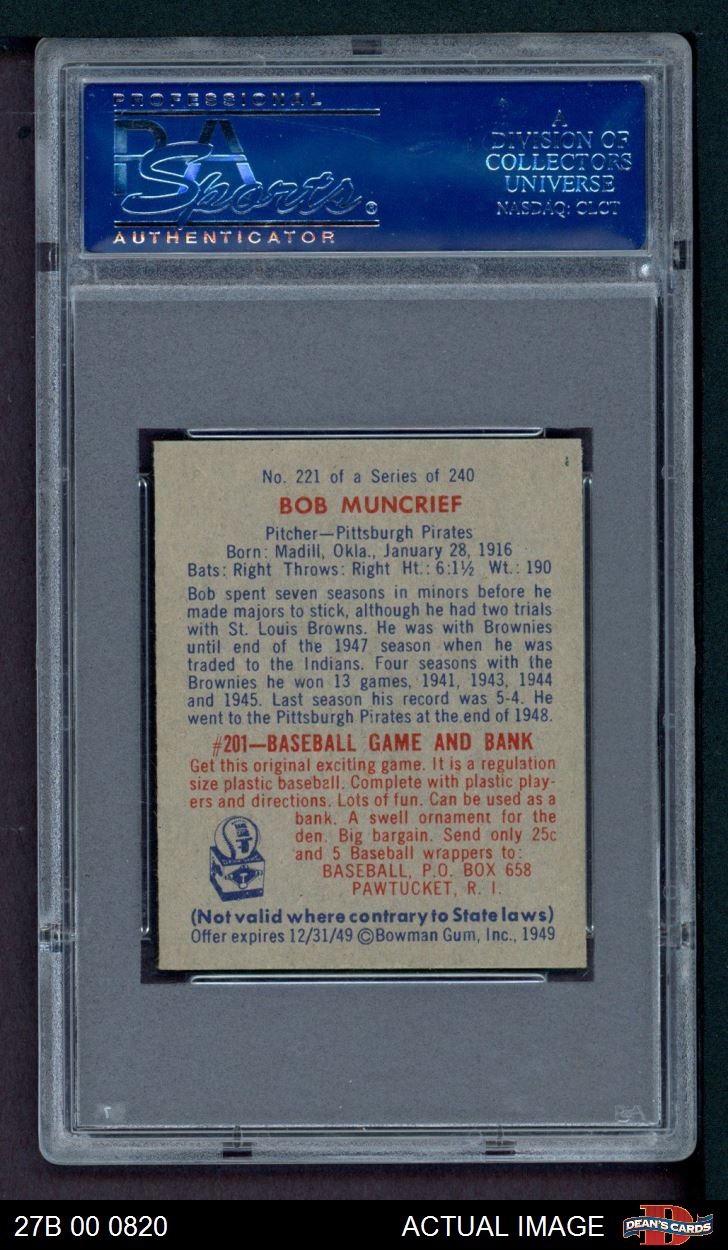 PROFESSIONAL
PSA
Sports®
AUTHENTICATOR
A
DIVISION OF
COLLECTORS
UNIVERSE
NASDAQ: CLCT
No. 221 of a Series of 240
BOB MUNCRIEF
Pitcher—Pittsburgh Pirates
Born: Madill, Okla., January 28, 1916
Bats: Right Throws: Right Ht.: 6:1½ Wt.: 190
Bob spent seven seasons in minors before he
made majors to stick, although he had two trials
with St. Louis Browns. He was with Brownies
until end of the 1947 season when he was
traded to the Indians. Four seasons with the
Brownies he won 13 games, 1941, 1943, 1944
and 1945. Last season his record was 5-4. He
went to the Pittsburgh Pirates at the end of 1948.
#201—BASEBALL GAME AND BANK
Get this original exciting game. It is a regulation
size plastic baseball. Complete with plastic play-
ers and directions. Lots of fun. Can be used as a
bank. A swell ornament for the
den. Big bargain. Send only 25c
and 5 Baseball wrappers to:
BASEBALL, P.O. BOX 658
PAWTUCKET, R. I.
(Not valid where contrary to State laws)
Offer expires 12/31/49 ©Bowman Gum, Inc., 1949
PSA
27B 00 0820
ACTUAL IMAGE
DEAN'S CARDS